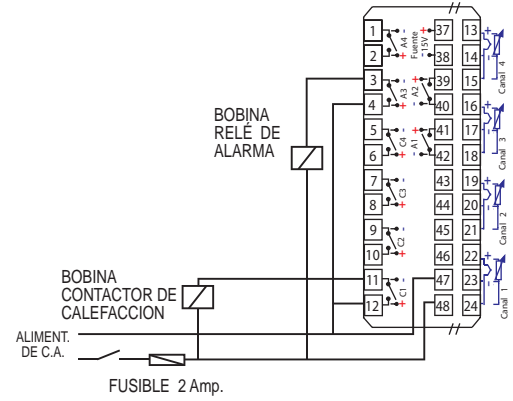 BOBINA
RELÉ DE
ALARMA
BOBINA
CONTACTOR DE
CALEFACCION
ALIMENT.
DE C.A.
FUSIBLE 2 Amp.
1 - A4 Fuente + 37 13 +
2 + ~15V - 38 14 -
3 - A3 A2 + 39 15 Canal 4
4 + - 40 16 +
5 - C4 A1 + 41 17 -
6 + - 42 18 Canal 3
7 - C3 43 19 +
8 + 44 20 -
9 - C2 45 21 Canal 2
10 + 46 22 +
11 - C1 47 23 -
12 + 48 24 Canal 1